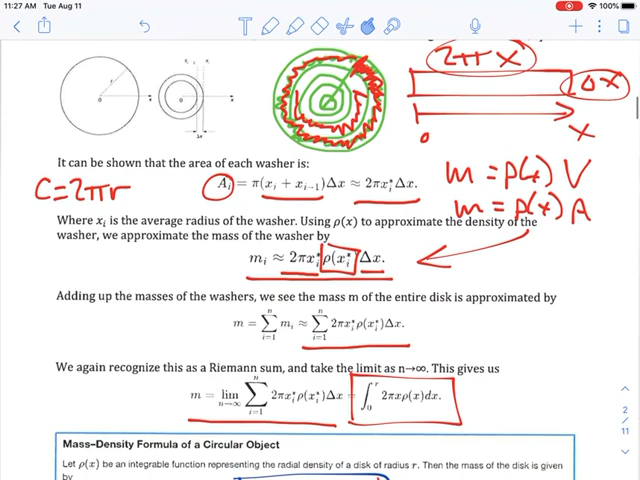 11:27 AM Tue Aug 11
100%
2πr x
Δx
0
x
It can be shown that the area of each washer is:
A_i = π(x_i + x_{i−1})Δx ≈ 2πx_i* Δx.
C=2πr
m = ρ(x) V
m = ρ(x) A
Where x_i is the average radius of the washer. Using ρ(x) to approximate the density of the
washer, we approximate the mass of the washer by
m_i ≈ 2πx_i* ρ(x_i*) Δx.
Adding up the masses of the washers, we see the mass m of the entire disk is approximated by
m = ∑_{i=1}^{n} m_i ≈ ∑_{i=1}^{n} 2πx_i* ρ(x_i*)Δx.
We again recognize this as a Riemann sum, and take the limit as n→∞. This gives us
m = lim_{n→∞} ∑_{i=1}^{n} 2πx_i* ρ(x_i*)Δx = ∫_0^r 2πxρ(x)dx.
2
/
11
Mass–Density Formula of a Circular Object
Let ρ(x) be an integrable function representing the radial density of a disk of radius r. Then the mass of the disk is given
by